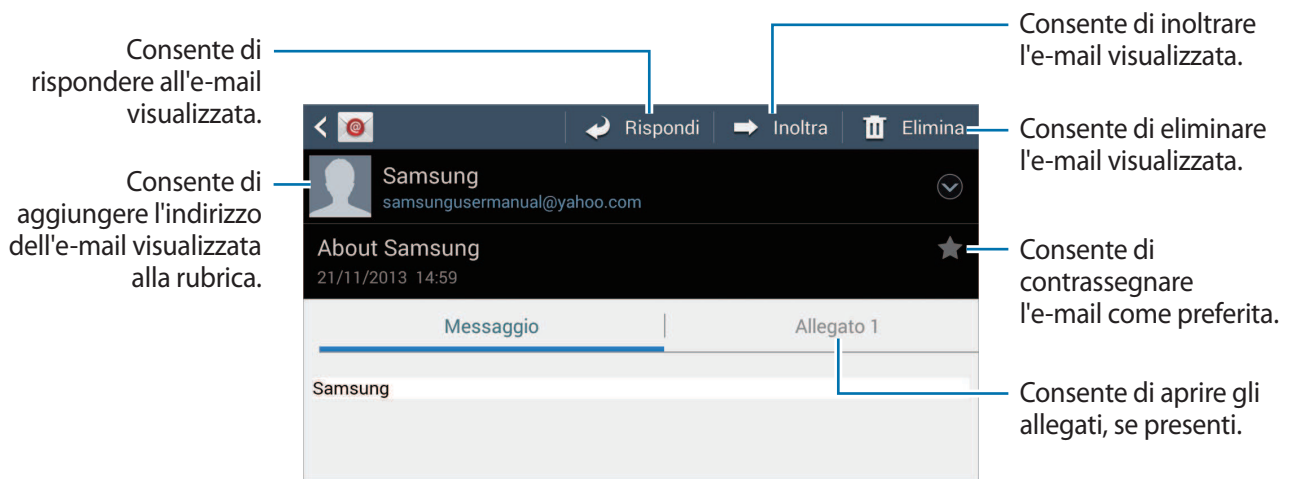 Consente di
rispondere all'e-mail
visualizzata.
Consente di inoltrare
l'e-mail visualizzata.
Rispondi
Inoltra
Elimina
Consente di eliminare
l'e-mail visualizzata.
Consente di
aggiungere l'indirizzo
dell'e-mail visualizzata
alla rubrica.
Samsung
samsungusermanual@yahoo.com
About Samsung
21/11/2013 14:59
Consente di
contrassegnare
l'e-mail come preferita.
Messaggio
Allegato 1
Samsung
Consente di aprire gli
allegati, se presenti.